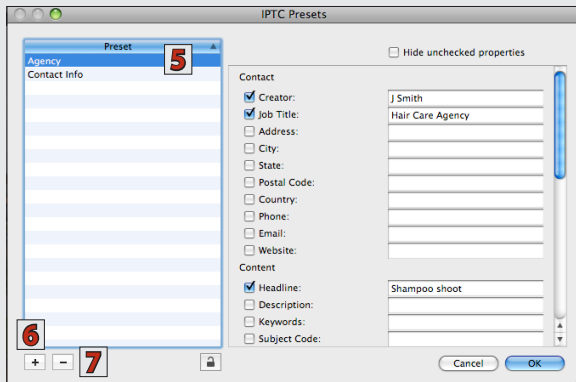 IPTC Presets
Preset
5
Agency
Contact Info
Hide unchecked properties
Contact
Creator: J Smith
Job Title: Hair Care Agency
Address:
City:
State:
Postal Code:
Country:
Phone:
Email:
Website:
Content
Headline: Shampoo shoot
Description:
Keywords:
Subject Code:
6
+ − 7
Cancel OK